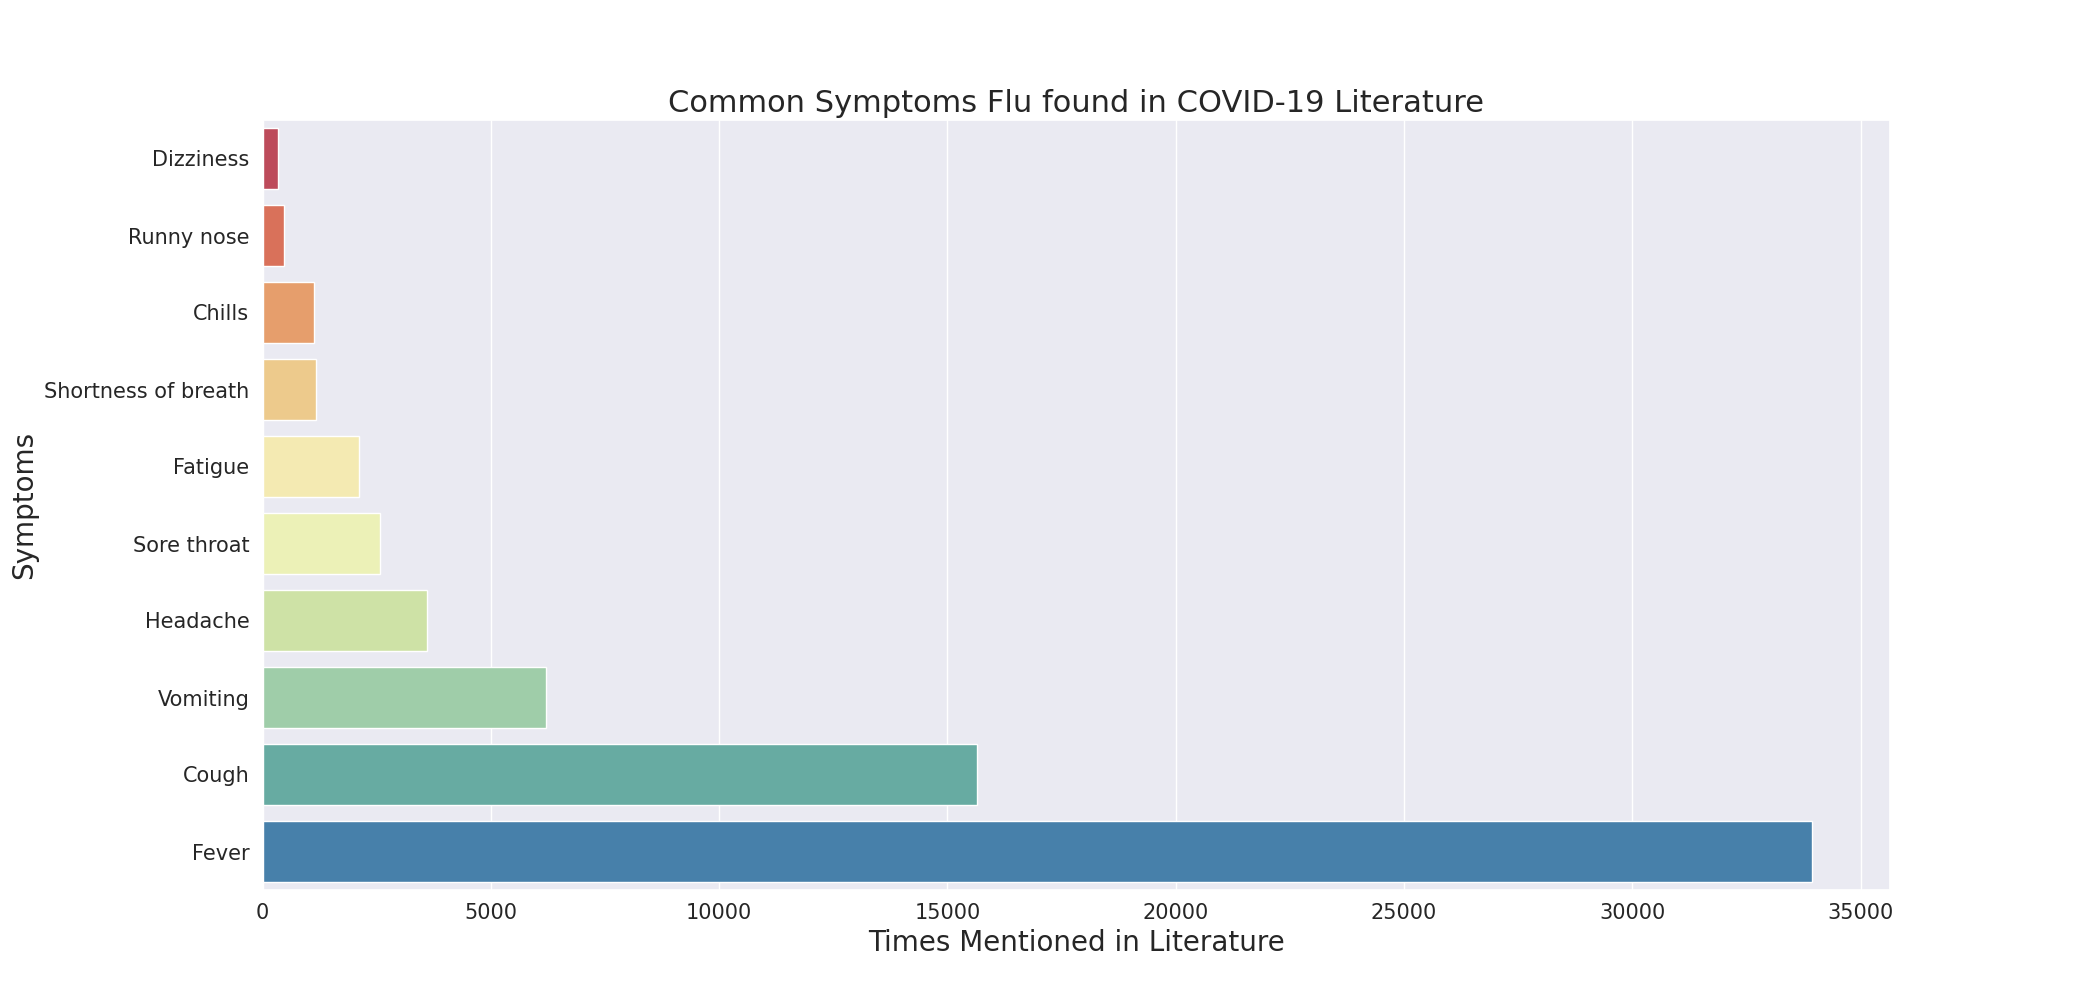 Common Symptoms Flu found in COVID-19 Literature
Dizziness
Runny nose
Chills
Shortness of breath
Fatigue
Sore throat
Headache
Vomiting
Cough
Fever
Symptoms
0 5000 10000 15000 20000 25000 30000 35000
Times Mentioned in Literature